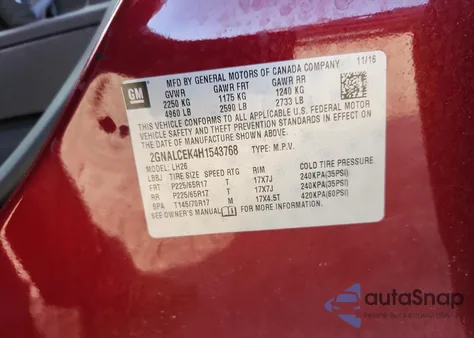 GM
MFD BY GENERAL MOTORS OF CANADA COMPANY 11/16
GVWR GAWR FRT GAWR RR
2250 KG 1175 KG 1240 KG
4960 LB 2590 LB 2733 LB
THIS VEHICLE CONFORMS TO ALL APPLICABLE U.S. FEDERAL MOTOR
VEHICLE SAFETY AND THEFT PREVENTION STANDARDS IN EFFECT ON
THE DATE OF MANUFACTURE SHOWN ABOVE.
2GNALCEK4H1543768 TYPE: M.P.V.
MODEL: LH26
LBBJ TIRE SIZE SPEED RTG RIM COLD TIRE PRESSURE
FRT P225/65R17 T 17X7J 240KPA(35PSI)
RR P225/65R17 T 17X7J 240KPA(35PSI)
SPA T145/70R17 M 17X4.5T 420KPA(60PSI)
SEE OWNER'S MANUAL FOR MORE INFORMATION.
autoSnap